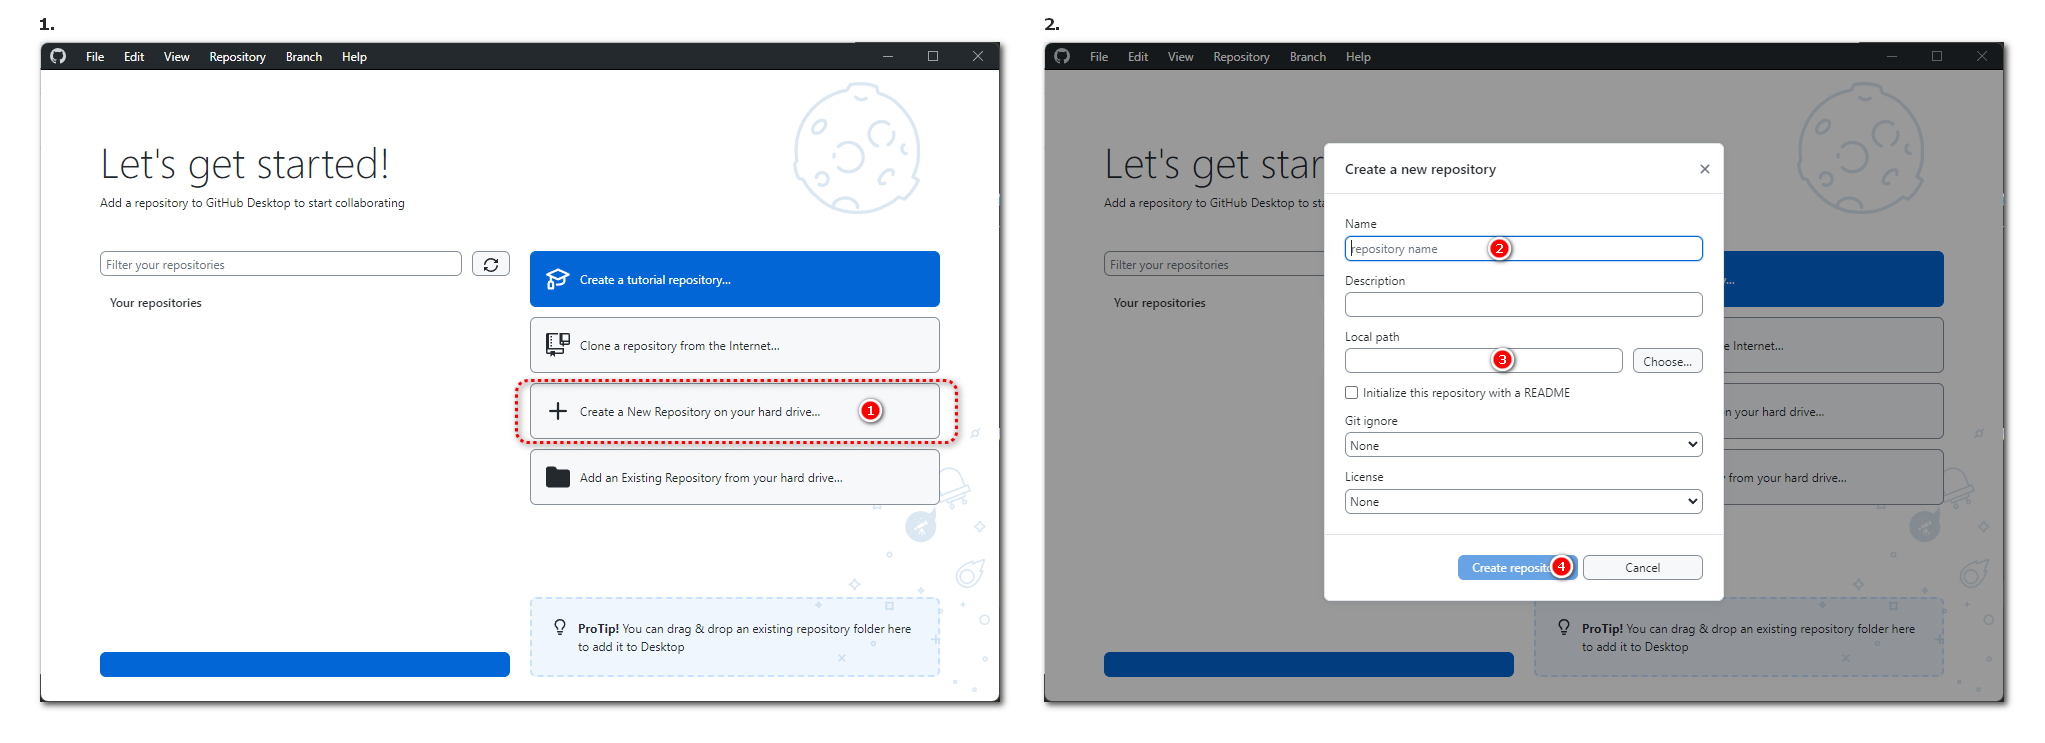 1.
File Edit View Repository Branch Help
Let's get started!
Add a repository to GitHub Desktop to start collaborating
Filter your repositories
Your repositories
Create a tutorial repository...
Clone a repository from the Internet...
Create a New Repository on your hard drive... 1
Add an Existing Repository from your hard drive...
ProTip! You can drag & drop an existing repository folder here
to add it to Desktop
2.
File Edit View Repository Branch Help
Let's get star
Add a repository to GitHub Desktop to sta
Filter your repositories
Your repositories
...
e Internet...
n your hard drive...
from your hard drive...
Create a new repository
Name
repository name 2
Description
Local path
3
Choose...
Initialize this repository with a README
Git ignore
None
License
None
Create reposito 4
Cancel
ProTip! You can drag & drop an existing repository folder here
to add it to Desktop